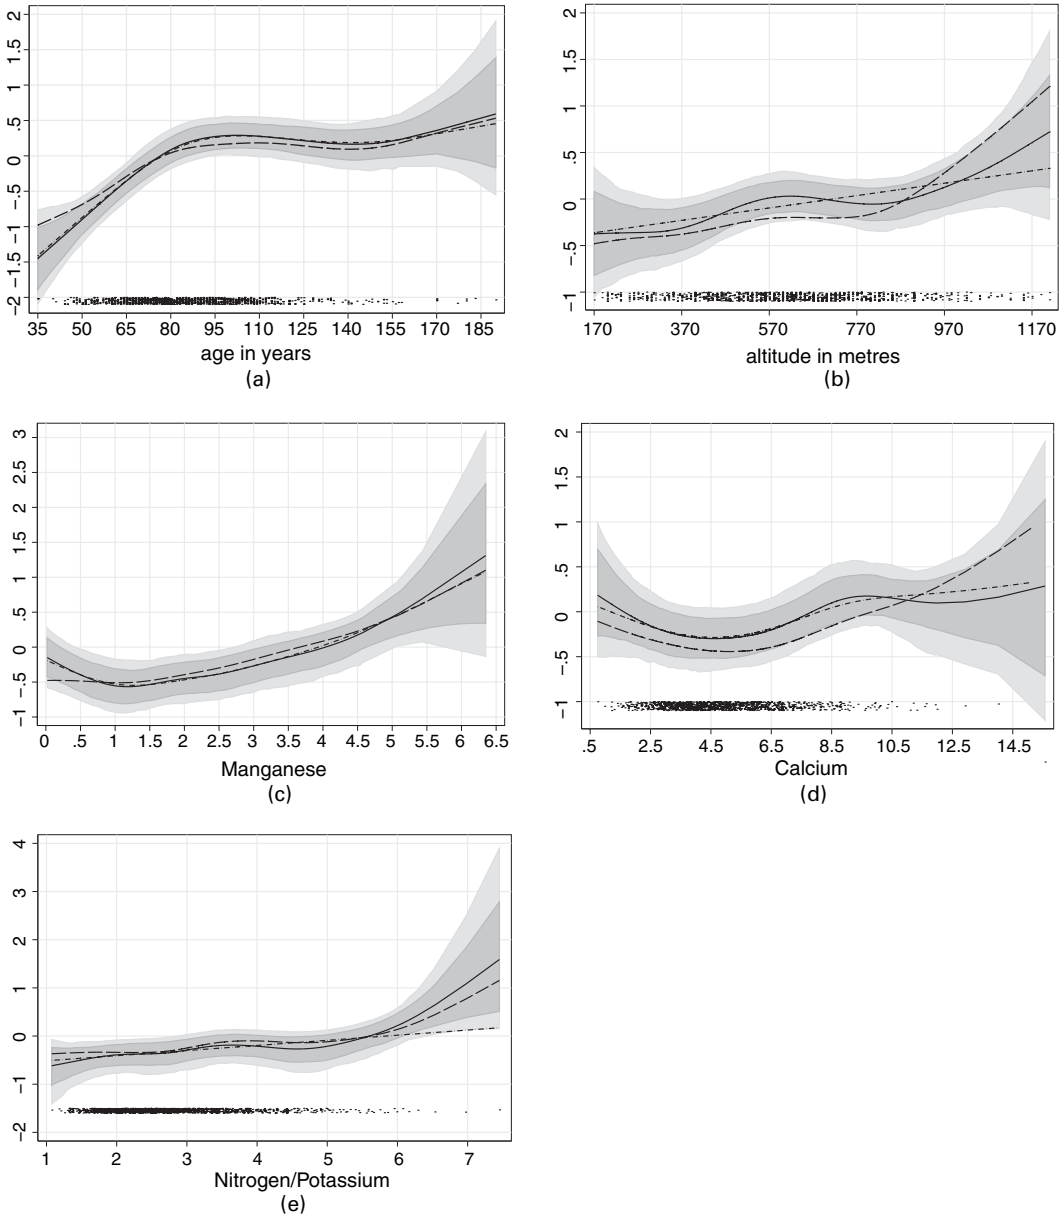 2
1.5
1
.5
0
−.5
−1
−1.5
−2
35 50 65 80 95 110 125 140 155 170 185
age in years
(a)
2
1.5
1
.5
0
−.5
−1
170 370 570 770 970 1170
altitude in metres
(b)
3
2.5
2
1.5
1
.5
0
−.5
−1
0 .5 1 1.5 2 2.5 3 3.5 4 4.5 5 5.5 6 6.5
Manganese
(c)
2
1.5
1
.5
0
−.5
−1
.5 2.5 4.5 6.5 8.5 10.5 12.5 14.5
Calcium
(d)
4
3
2
1
0
−1
−2
1 2 3 4 5 6 7
Nitrogen/Potassium
(e)